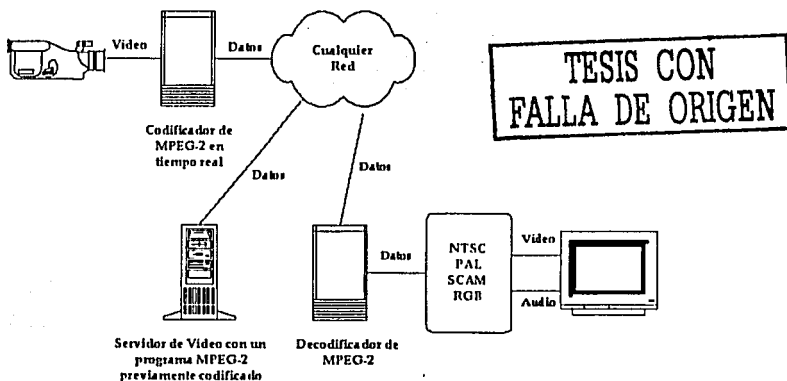 Video
Datos
Cualquier
Red
TESIS CON
FALLA DE ORIGEN
Codificador de
MPEG-2 en
tiempo real
Datos
Datos
Datos
NTSC
PAL
SCAM
RGB
Video
Audio
Servidor de Video con un
programa MPEG-2
previamente codificado
Decodificador de
MPEG-2